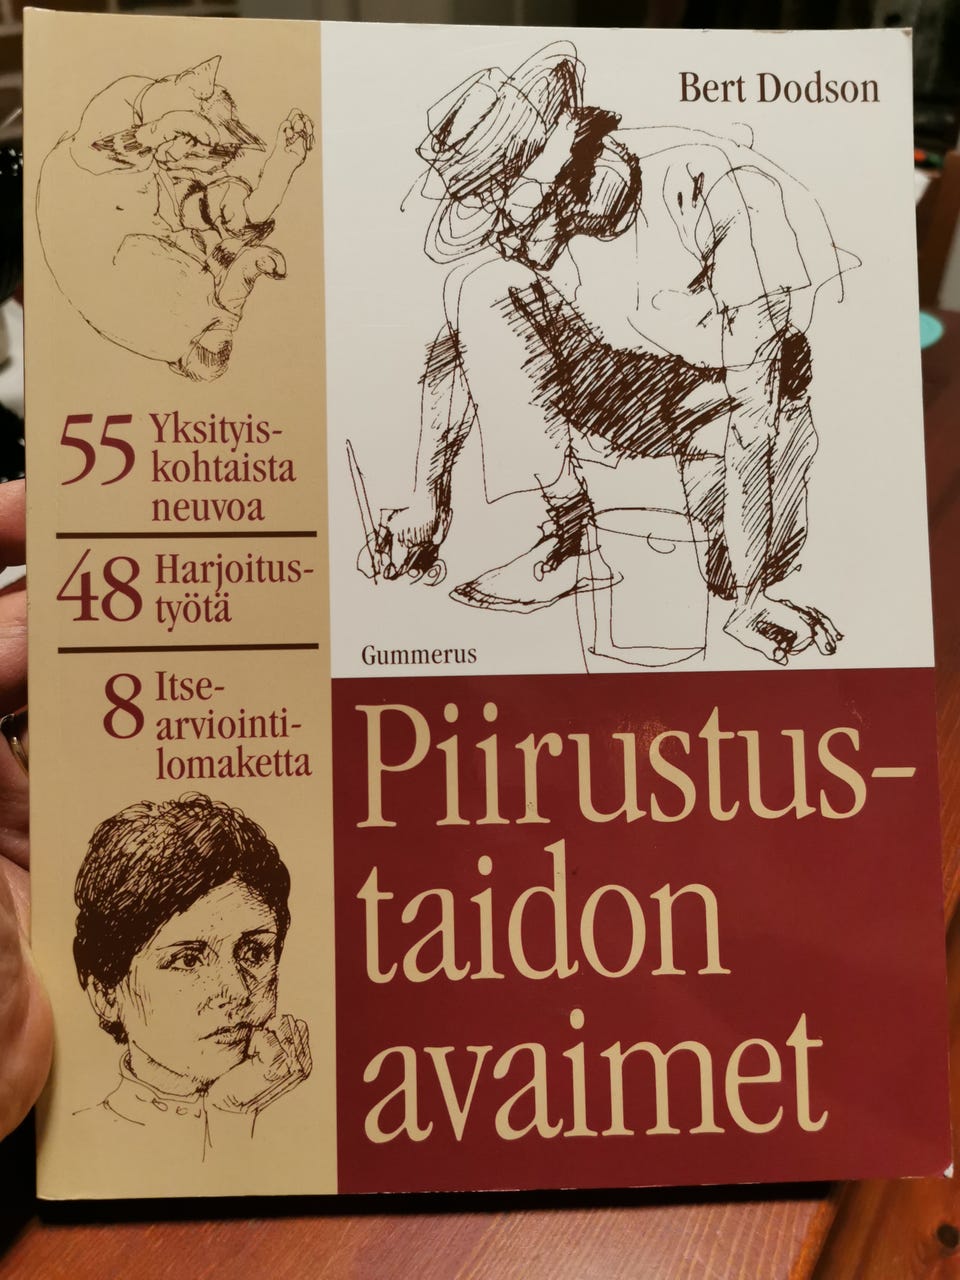 Bert Dodson
55 Yksityis-
kohtaista
neuvoa
48 Harjoitus-
työtä
8 Itse-
arviointi-
lomaketta
Gummerus
Piirustus-
taidon
avaimet